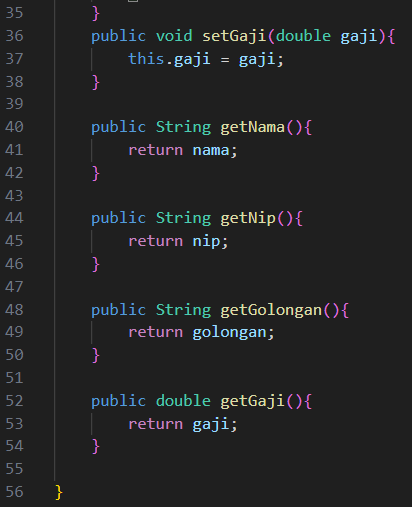 35 }
36 public void setGaji(double gaji){
37 this.gaji = gaji;
38 }
39
40 public String getNama(){
41 return nama;
42 }
43
44 public String getNip(){
45 return nip;
46 }
47
48 public String getGolongan(){
49 return golongan;
50 }
51
52 public double getGaji(){
53 return gaji;
54 }
55
56 }